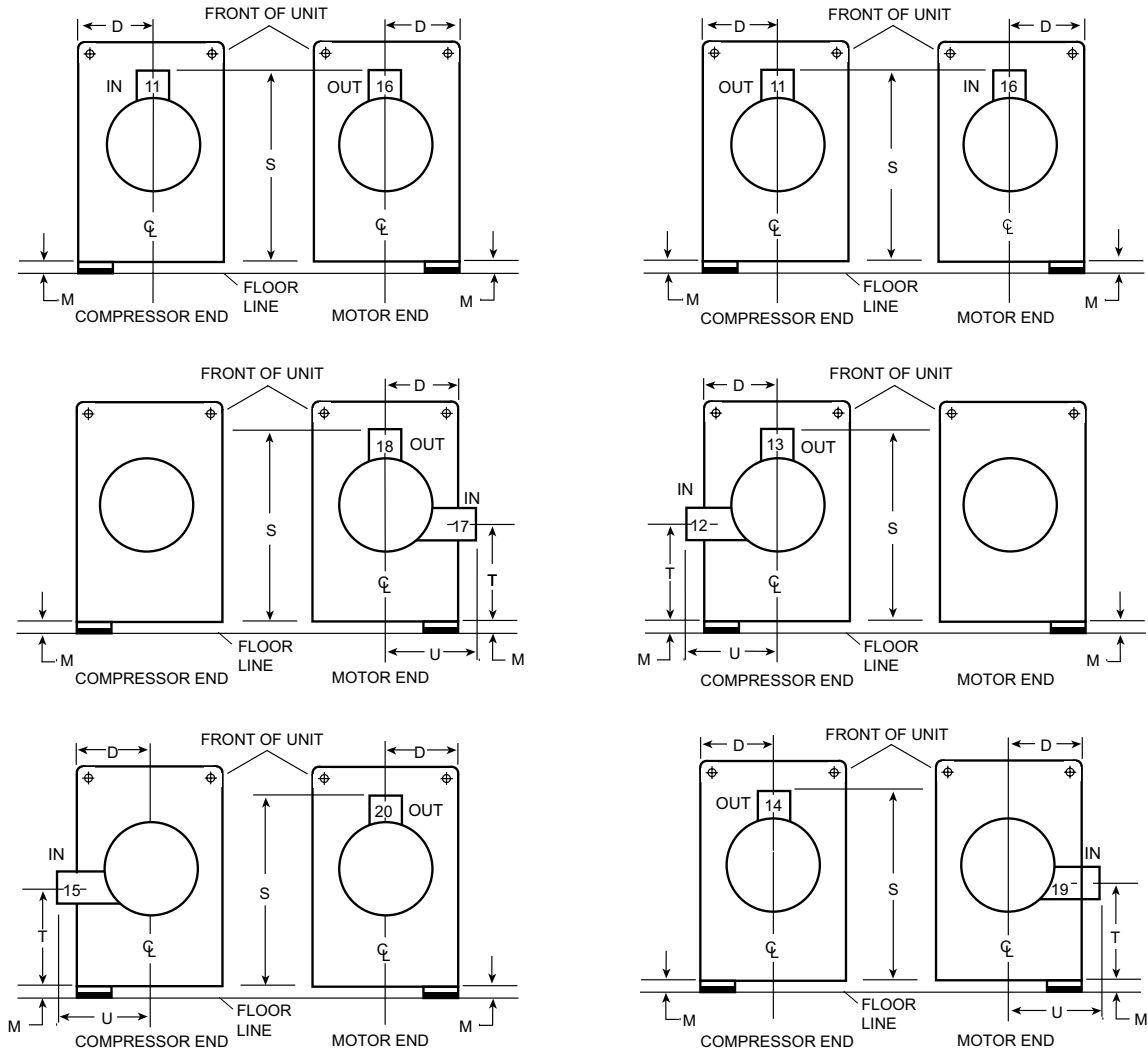 FRONT OF UNIT
D
D
IN
11
OUT
16
S
℄
℄
M
FLOOR
LINE
M
COMPRESSOR END
MOTOR END
FRONT OF UNIT
D
D
OUT
11
IN
16
S
℄
℄
M
FLOOR
LINE
M
COMPRESSOR END
MOTOR END
FRONT OF UNIT
D
18
OUT
IN
17
S
T
℄
M
FLOOR
LINE
U
M
COMPRESSOR END
MOTOR END
FRONT OF UNIT
D
13
OUT
IN
12
S
T
℄
M
U
FLOOR
LINE
M
COMPRESSOR END
MOTOR END
FRONT OF UNIT
D
D
20
OUT
IN
15
S
T
℄
℄
M
U
FLOOR
LINE
M
COMPRESSOR END
MOTOR END
FRONT OF UNIT
D
D
OUT
14
IN
19
S
T
℄
℄
M
FLOOR
LINE
U
M
COMPRESSOR END
MOTOR END